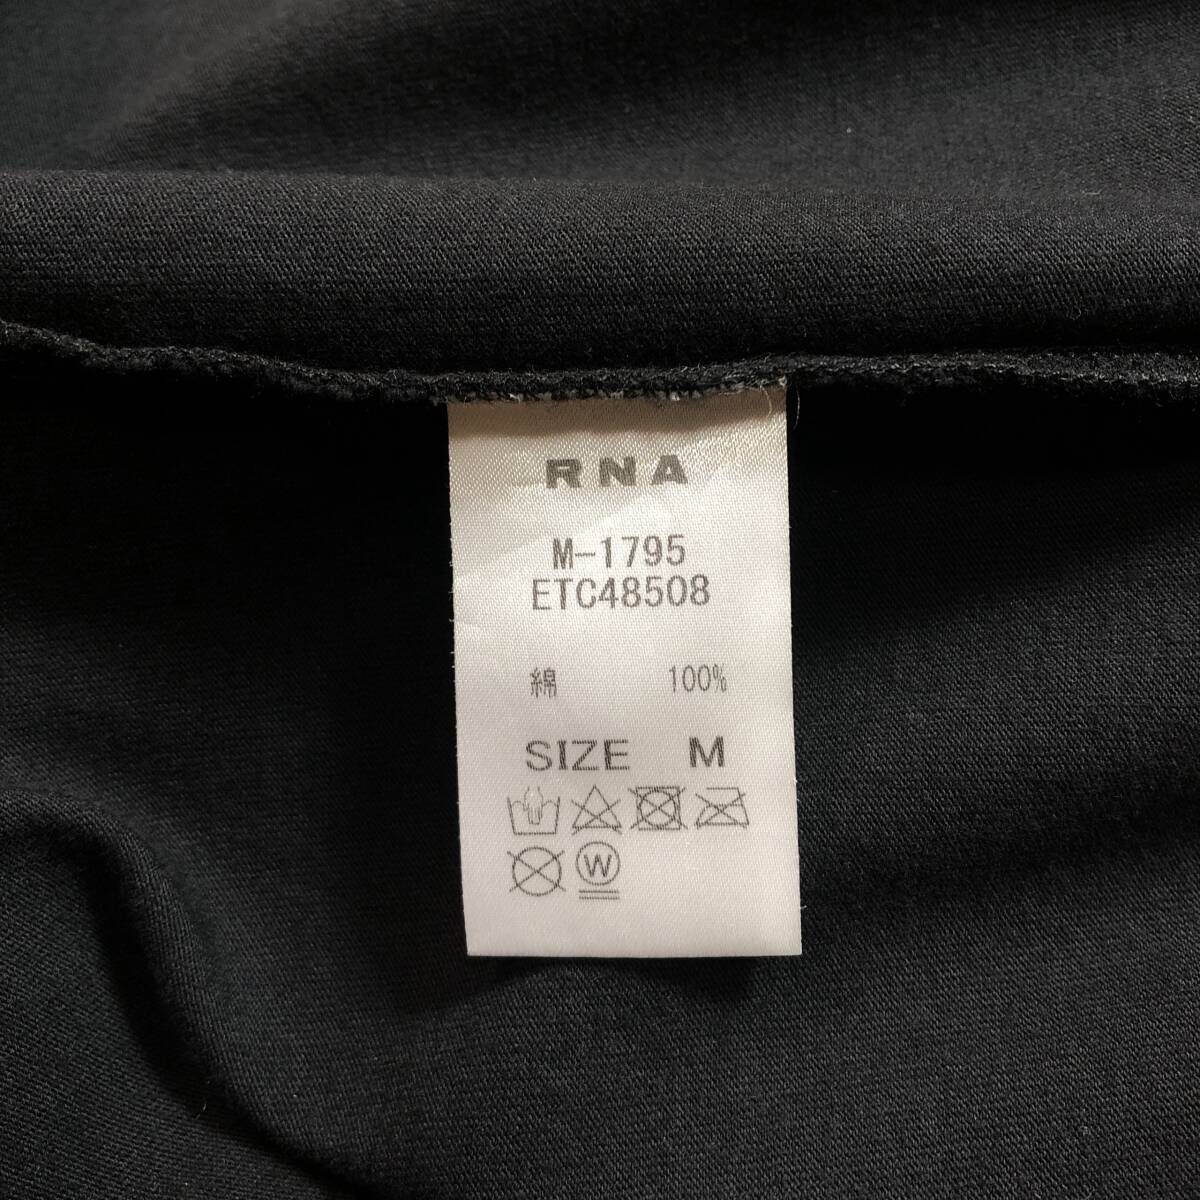 RNA
M-1795
ETC48508
綿 100%
SIZE M
W